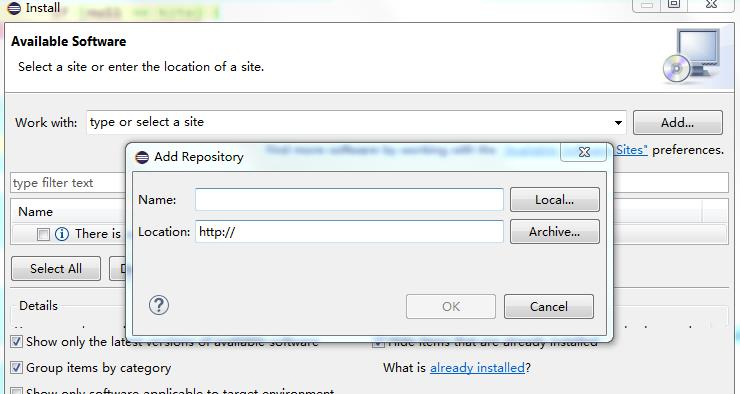 Install
Available Software
Select a site or enter the location of a site.
Work with: type or select a site Add...
Find more software by working with the "Available Software Sites" preferences.
Add Repository
type filter text
Name: Local...
Name
Location: http:// Archive...
There is
Select All D
OK Cancel
Details
Show only the latest versions of available software
Hide items that are already installed
Group items by category
What is already installed?
Show only software applicable to target environment